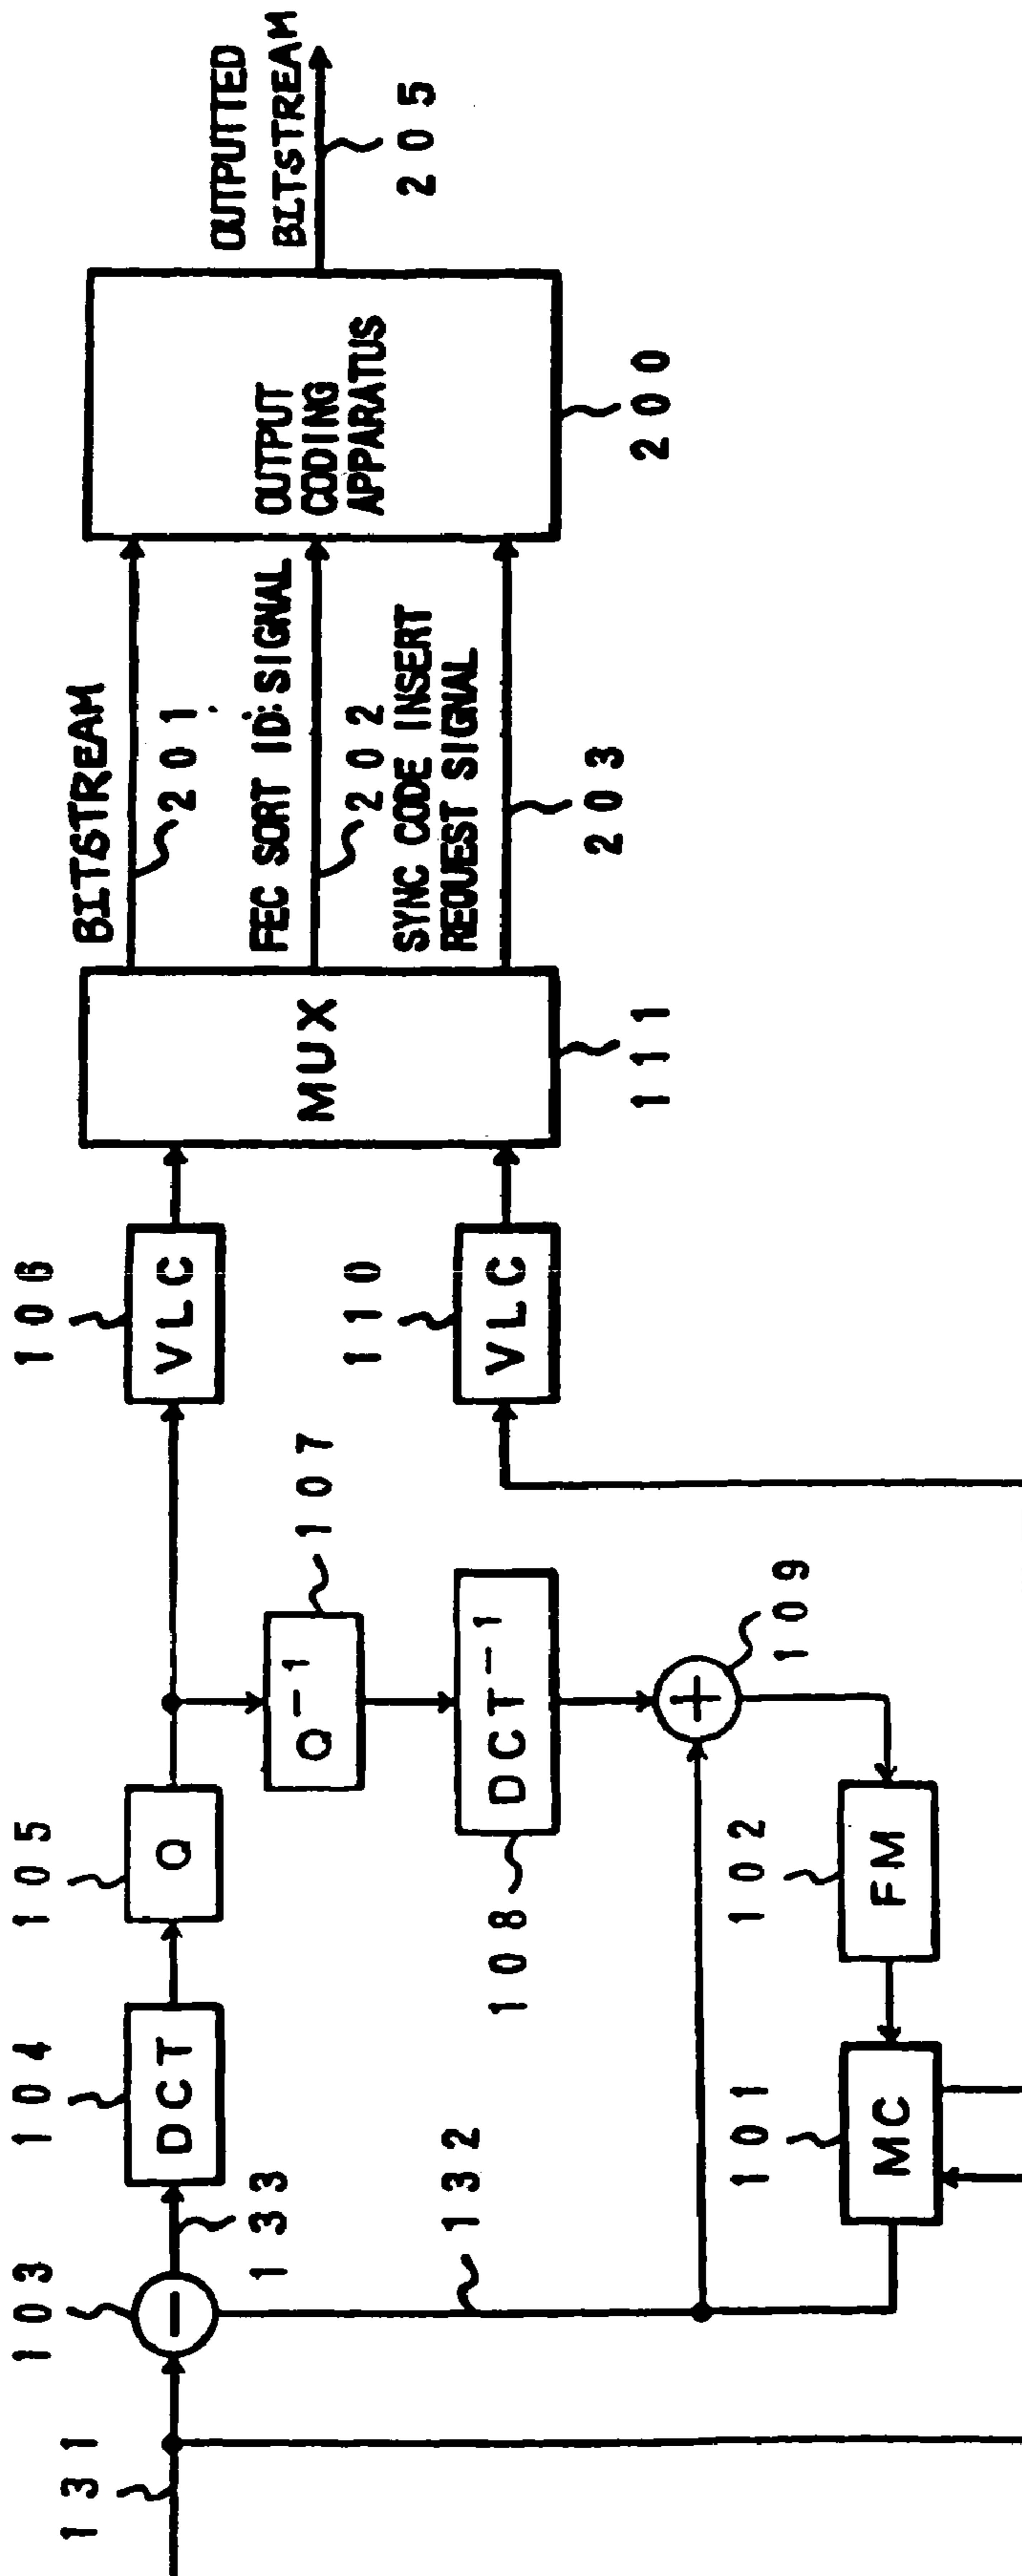 131
103
133
132
104
DCT
105
Q
Q⁻¹
107
DCT⁻¹
108
109
102
FM
101
MC
106
VLC
110
VLC
MUX
111
BITSTREAM
201
FEC SORT ID SIGNAL
202
SYNC CODE INSERT
REQUEST SIGNAL
203
OUTPUT
CODING
APPARATUS
200
OUTPUTTED
BITSTREAM
205